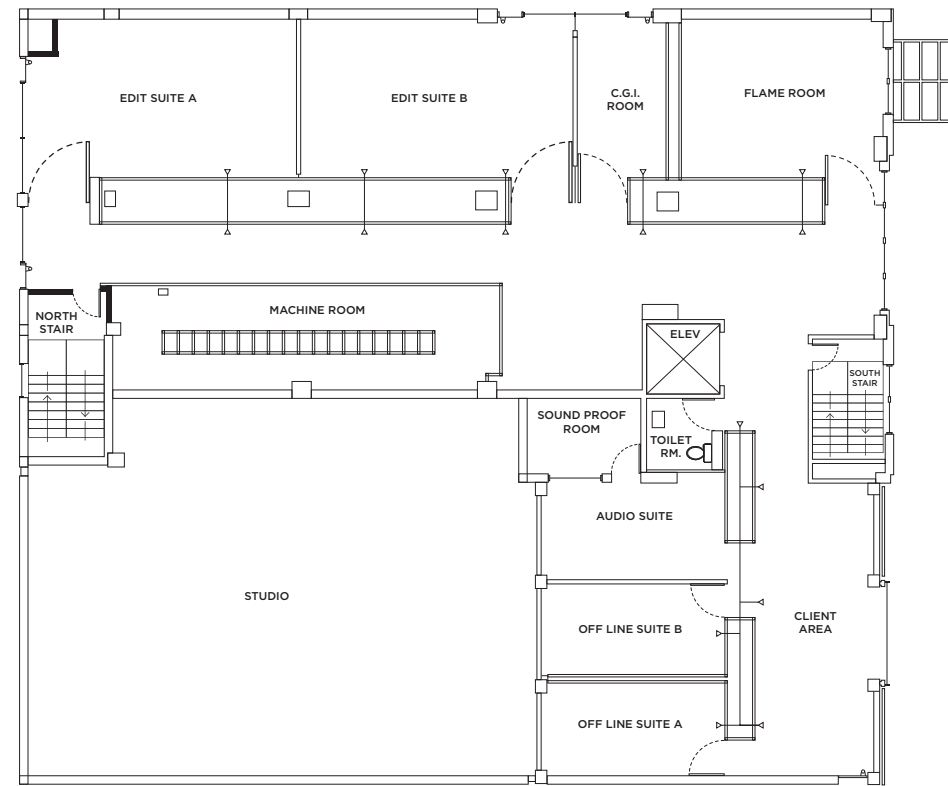 EDIT SUITE A
EDIT SUITE B
C.G.I.
ROOM
FLAME ROOM
MACHINE ROOM
NORTH
STAIR
ELEV
SOUTH
STAIR
SOUND PROOF
ROOM
TOILET
RM.
AUDIO SUITE
STUDIO
OFF LINE SUITE B
CLIENT
AREA
OFF LINE SUITE A